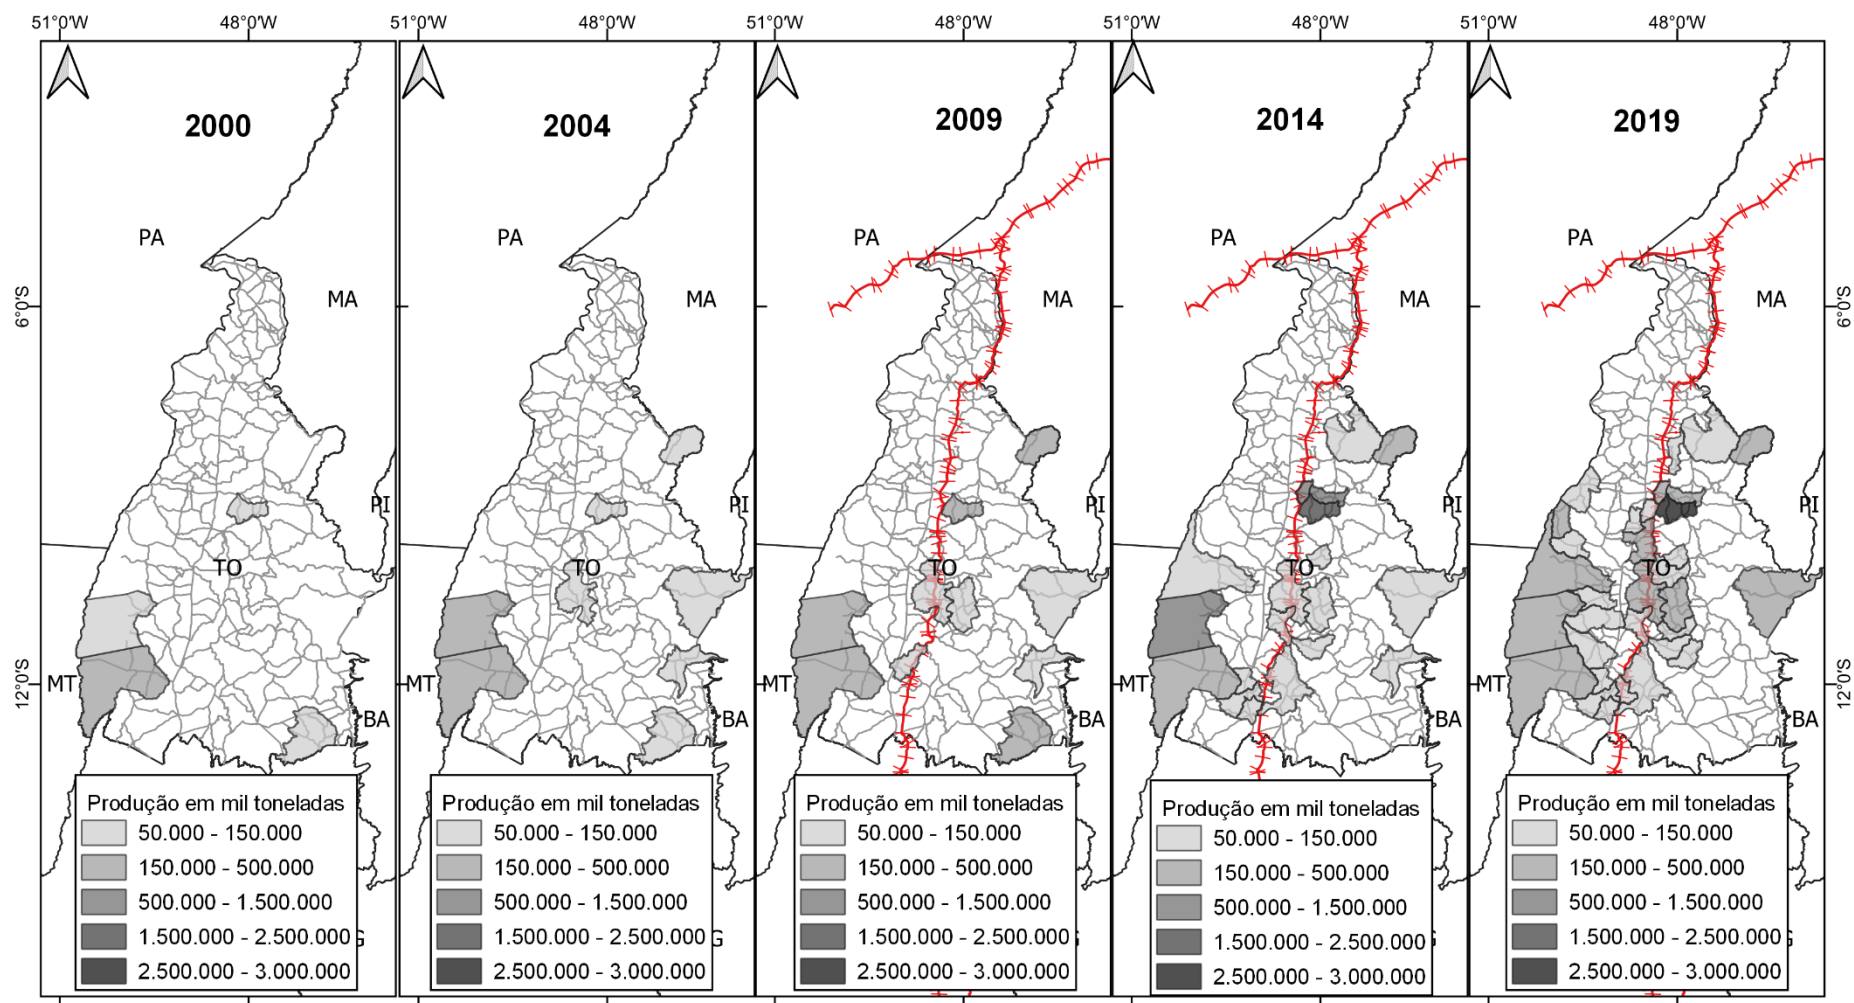 51°0'W 48°0'W 51°0'W 48°0'W 51°0'W 48°0'W 51°0'W 48°0'W 51°0'W 48°0'W
2000
2004
2009
2014
2019
PA
PA
PA
PA
PA
6°0'S
MA
MA
MA
MA
MA
6°0'S
PI
PI
PI
PI
TO
TO
TO
TO
TO
12°0'S
MT
MT
MT
MT
MT
12°0'S
BA
BA
BA
BA
BA
Produção em mil toneladas
50.000 - 150.000
150.000 - 500.000
500.000 - 1.500.000
1.500.000 - 2.500.000
2.500.000 - 3.000.000
Produção em mil toneladas
50.000 - 150.000
150.000 - 500.000
500.000 - 1.500.000
1.500.000 - 2.500.000
2.500.000 - 3.000.000
Produção em mil toneladas
50.000 - 150.000
150.000 - 500.000
500.000 - 1.500.000
1.500.000 - 2.500.000
2.500.000 - 3.000.000
Produção em mil toneladas
50.000 - 150.000
150.000 - 500.000
500.000 - 1.500.000
1.500.000 - 2.500.000
2.500.000 - 3.000.000
Produção em mil toneladas
50.000 - 150.000
150.000 - 500.000
500.000 - 1.500.000
1.500.000 - 2.500.000
2.500.000 - 3.000.000